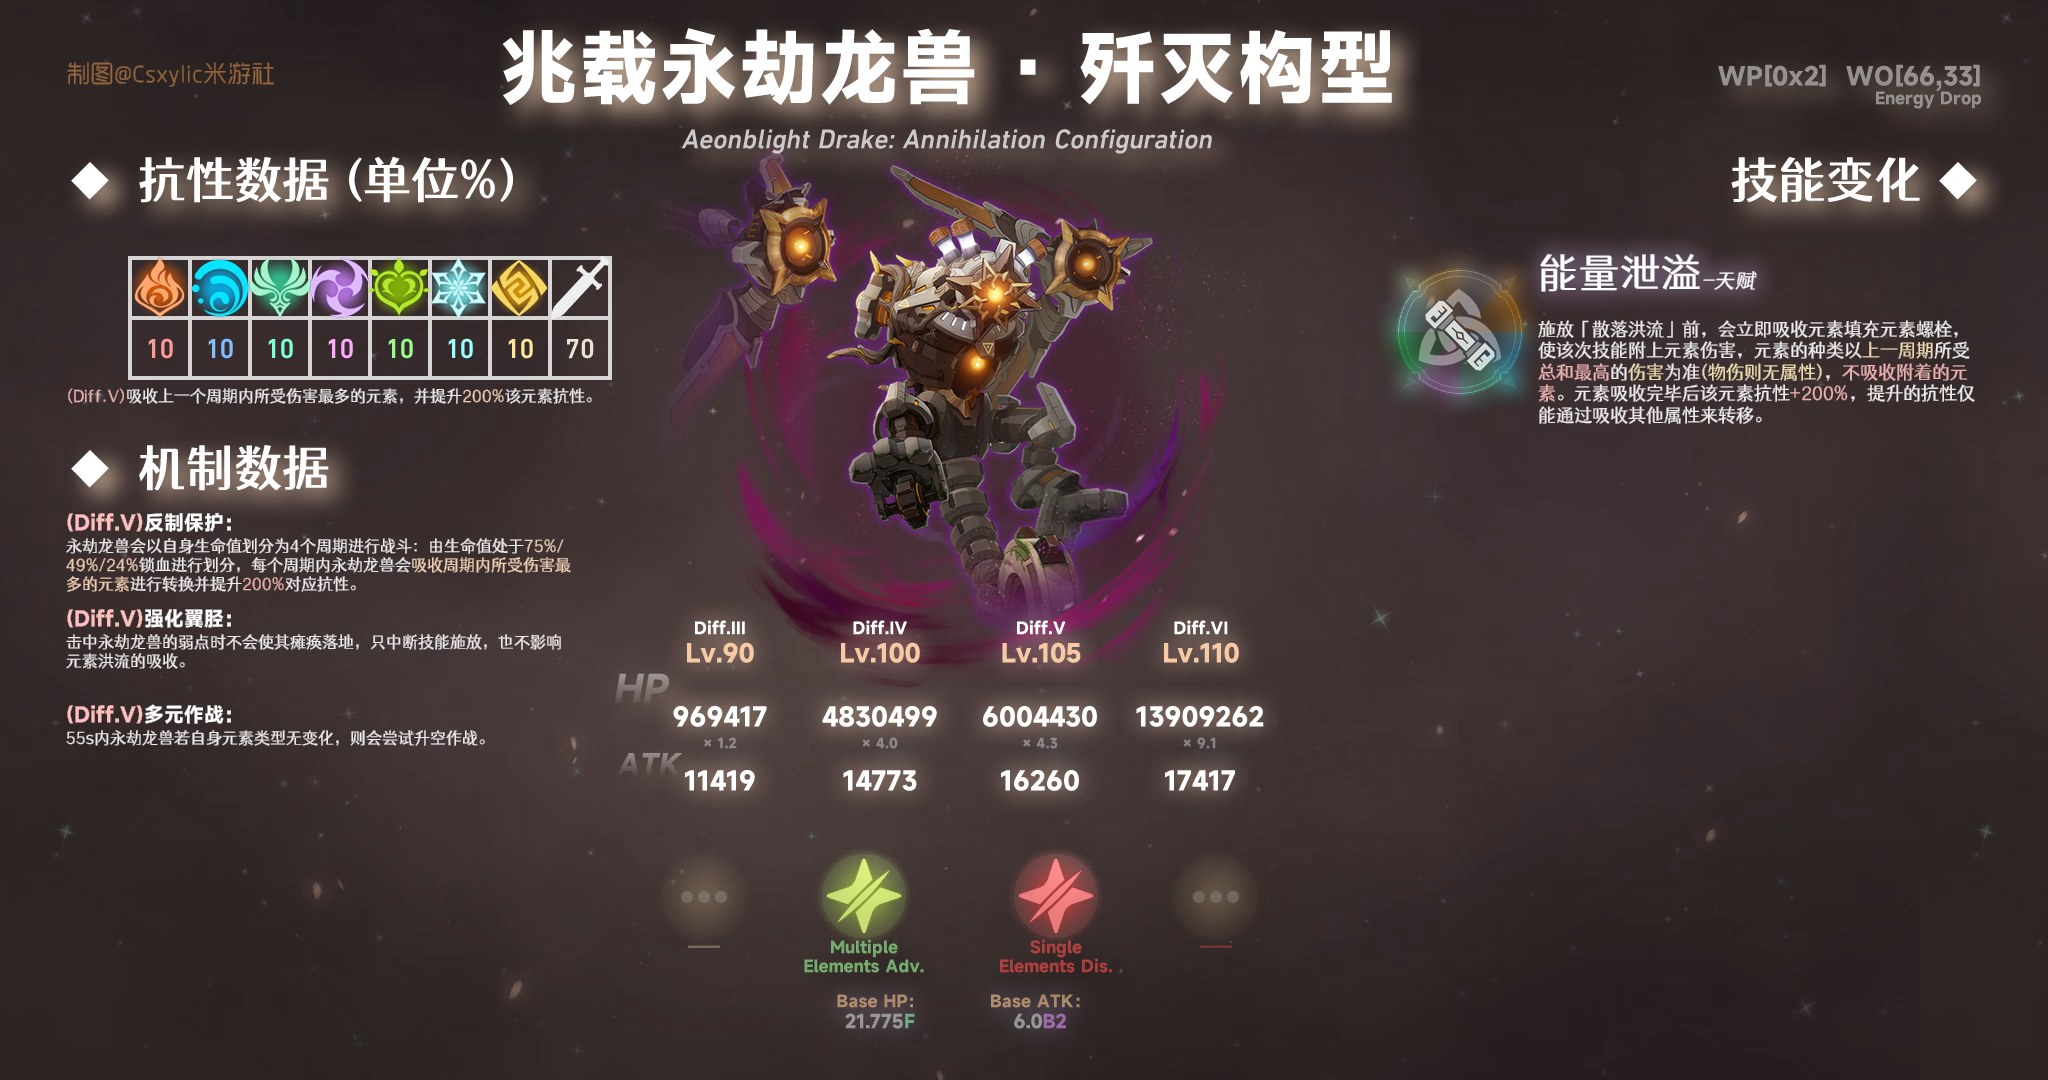 制图@Csxylic米游社
兆载永劫龙兽 · 歼灭构型
Aeonblight Drake: Annihilation Configuration
WP[0x2] WO[66,33]
Energy Drop
抗性数据 (单位%)
10 10 10 10 10 10 10 70
(Diff.V)吸收上一个周期内所受伤害最多的元素，并提升200%该元素抗性。
机制数据
(Diff.V)反制保护：
永劫龙兽会以自身生命值划分为4个周期进行战斗：由生命值处于75%/
49%/24%锁血进行划分，每个周期内永劫龙兽会吸收周期内所受伤害最
多的元素进行转换并提升200%对应抗性。
(Diff.V)强化翼胫：
击中永劫龙兽的弱点时不会使其瘫痪落地，只中断技能施放，也不影响
元素洪流的吸收。
(Diff.V)多元作战：
55s内永劫龙兽若自身元素类型无变化，则会尝试升空作战。
技能变化
能量泄溢-天赋
施放「散落洪流」前，会立即吸收元素填充元素螺栓，
使该次技能附上元素伤害，元素的种类以上一周期所受
总和最高的伤害为准(物伤则无属性)，不吸收附着的元
素。元素吸收完毕后该元素抗性+200%，提升的抗性仅
能通过吸收其他属性来转移。
Diff.III Diff.IV Diff.V Diff.VI
Lv.90 Lv.100 Lv.105 Lv.110
HP
969417 4830499 6004430 13909262
× 1.2 × 4.0 × 4.3 × 9.1
ATK
11419 14773 16260 17417
Multiple
Elements Adv.
Single
Elements Dis.
Base HP:
21.775F
Base ATK:
6.0B2